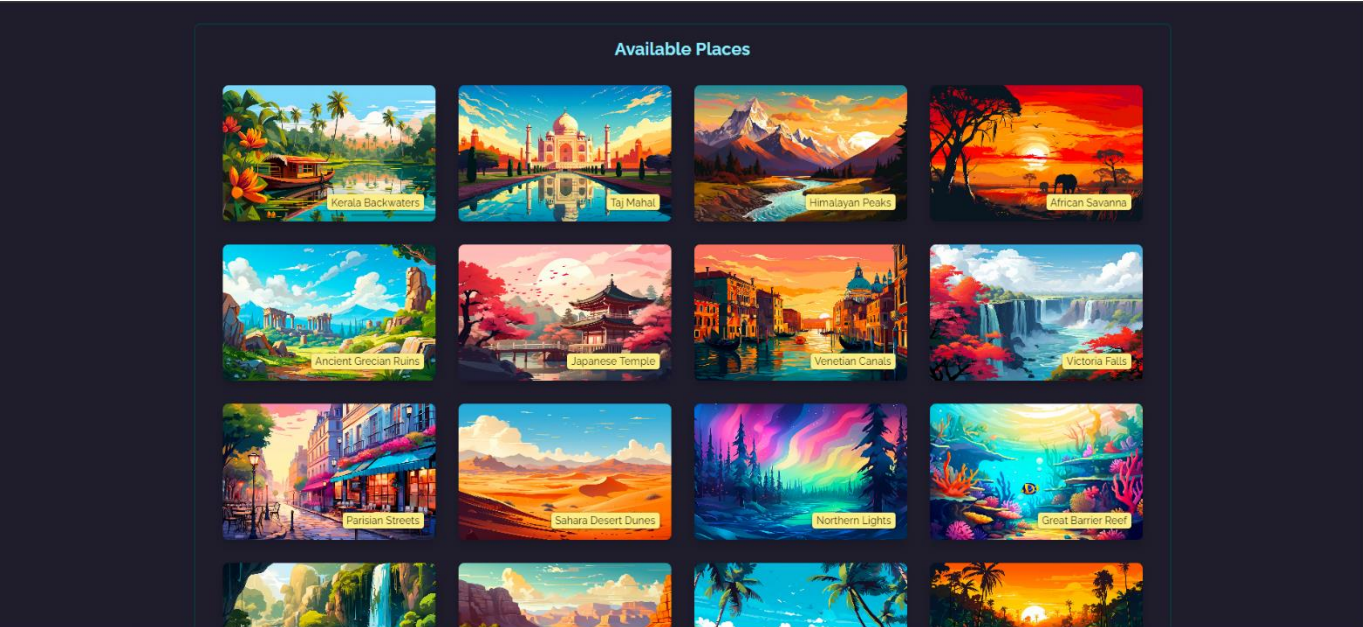 Available Places
Kerala Backwaters
Taj Mahal
Himalayan Peaks
African Savanna
Ancient Grecian Ruins
Japanese Temple
Venetian Canals
Victoria Falls
Parisian Streets
Sahara Desert Dunes
Northern Lights
Great Barrier Reef